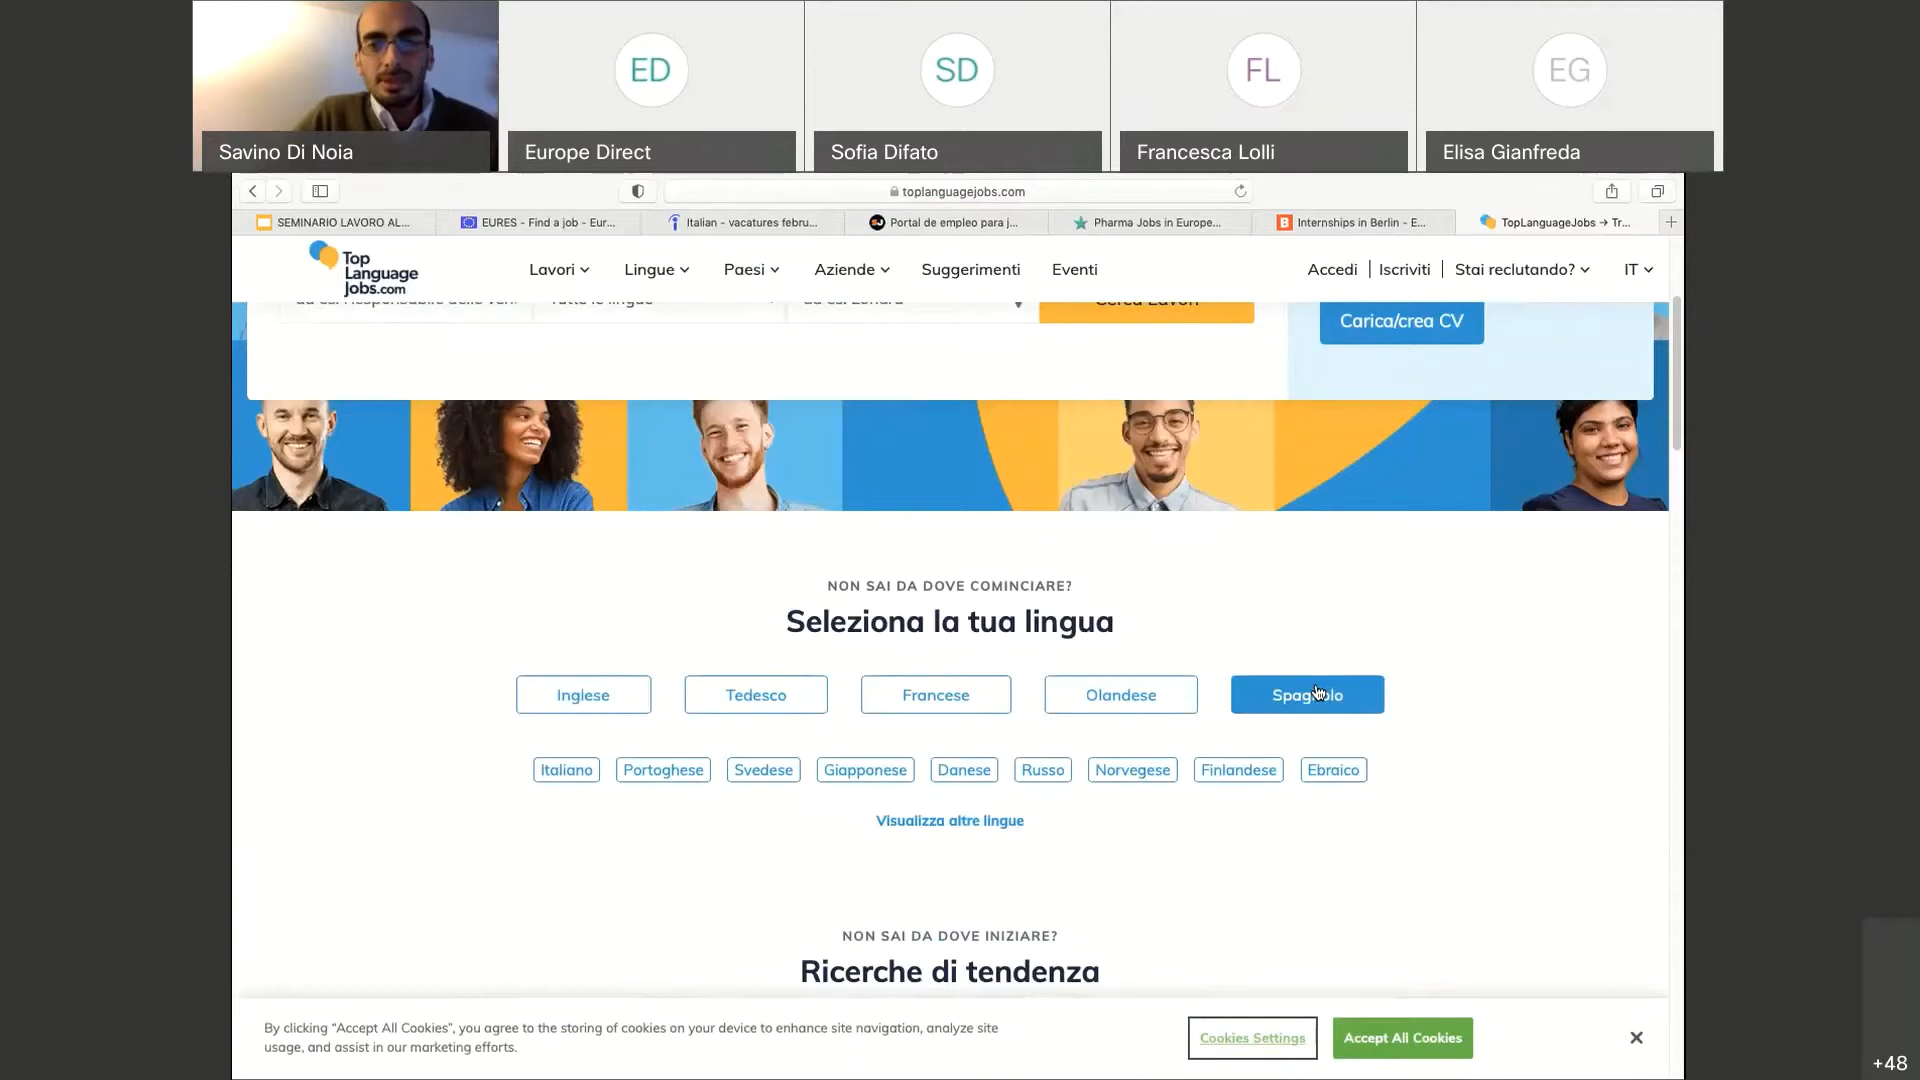 ED
SD
FL
EG
Savino Di Noia
Europe Direct
Sofia Difato
Francesca Lolli
Elisa Gianfreda
toplanguagejobs.com
SEMINARIO LAVORO AL...
EURES - Find a job - Eur...
Italian - vacatures febru...
Portal de empleo para j...
Pharma Jobs in Europe...
Internships in Berlin - E...
TopLanguageJobs → Tr...
Top
Language
Jobs.com
Lavori
Lingue
Paesi
Aziende
Suggerimenti
Eventi
Accedi
Iscriviti
Stai reclutando?
IT
Cerca Lavori
Carica/crea CV
NON SAI DA DOVE COMINCIARE?
Seleziona la tua lingua
Inglese
Tedesco
Francese
Olandese
Spagnolo
Italiano
Portoghese
Svedese
Giapponese
Danese
Russo
Norvegese
Finlandese
Ebraico
Visualizza altre lingue
NON SAI DA DOVE INIZIARE?
Ricerche di tendenza
By clicking “Accept All Cookies”, you agree to the storing of cookies on your device to enhance site navigation, analyze site
usage, and assist in our marketing efforts.
Cookies Settings
Accept All Cookies
+48